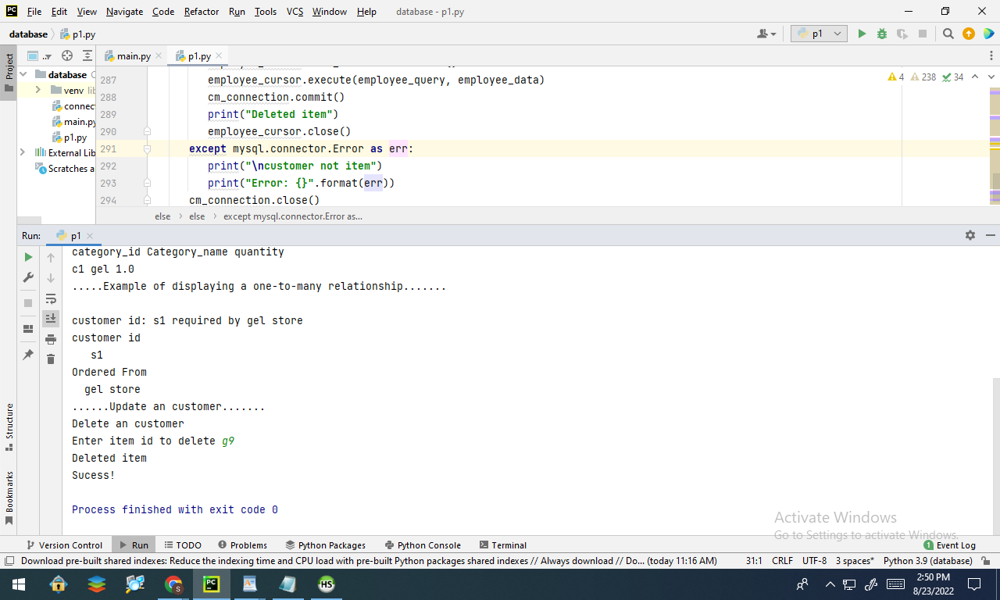 PC File Edit View Navigate Code Refactor Run Tools VCS Window Help database - p1.py
database p1.py p1
Project .. main.py p1.py
database
venv lib
connec
main.py
p1.py
External Lib
Scratches a
287 employee_cursor.execute(employee_query, employee_data)
288 cm_connection.commit()
289 print("Deleted item")
290 employee_cursor.close()
291 except mysql.connector.Error as err:
292 print("\ncustomer not item")
293 print("Error: {}".format(err))
294 cm_connection.close()
4 238 34
else else except mysql.connector.Error as...
Run: p1
category_id Category_name quantity
c1 gel 1.0
.....Example of displaying a one-to-many relationship.......
customer id: s1 required by gel store
customer id
s1
Ordered From
gel store
......Update an customer.......
Delete an customer
Enter item id to delete g9
Deleted item
Sucess!
Process finished with exit code 0
Structure
Bookmarks
Activate Windows
Go to Settings to activate Windows.
Version Control Run TODO Problems Python Packages Python Console Terminal 1 Event Log
Download pre-built shared indexes: Reduce the indexing time and CPU load with pre-built Python packages shared indexes // Always download // Do... (today 11:16 AM) 31:1 CRLF UTF-8 3 spaces* Python 3.9 (database)
S PC HS 2:50 PM
8/23/2022